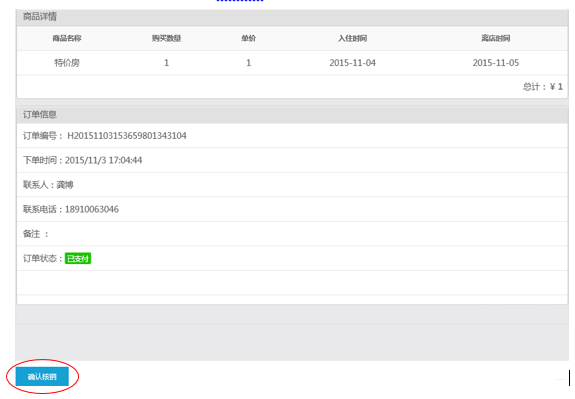 商品详情
商品名称 购买数量 单价 入住时间 离店时间
特价房 1 1 2015-11-04 2015-11-05
总计：¥ 1
订单信息
订单编号： H20151103153659801343104
下单时间：2015/11/3 17:04:44
联系人：龚博
联系电话：18910063046
备注 ：
订单状态：已支付
确认核销